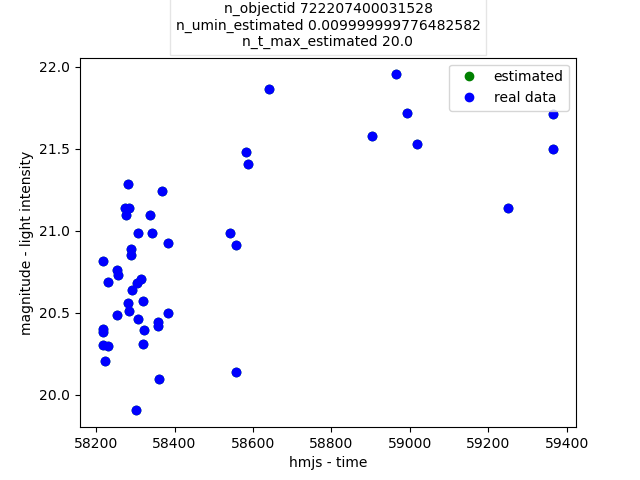 n_objectid 722207400031528
n_umin_estimated 0.009999999776482582
n_t_max_estimated 20.0
estimated
real data
magnitude - light intensity
22.0
21.5
21.0
20.5
20.0
58200 58400 58600 58800 59000 59200 59400
hmjs - time